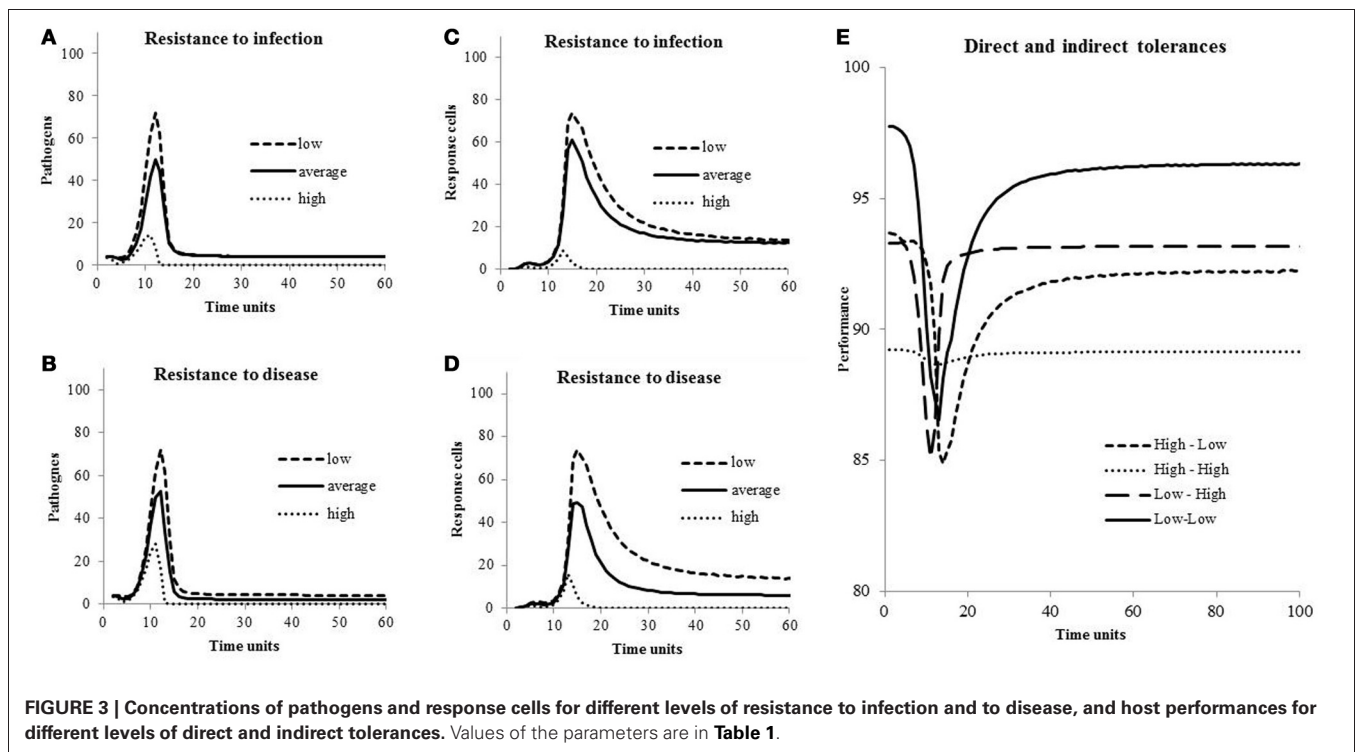 A
Resistance to infection
Pathogens
100
80
60
40
20
0
0 10 20 30 40 50 60
Time units
low
average
high
B
Resistance to disease
Pathognes
100
80
60
40
20
0
0 10 20 30 40 50 60
Time units
low
average
high
C
Resistance to infection
Response cells
100
80
60
40
20
0
0 10 20 30 40 50 60
Time units
low
average
high
D
Resistance to disease
Response cells
100
80
60
40
20
0
0 10 20 30 40 50 60
Time units
low
average
high
E
Direct and indirect tolerances
Performance
100
95
90
85
80
0 20 40 60 80 100
Time units
High - Low
High - High
Low - High
Low-Low
FIGURE 3 | Concentrations of pathogens and response cells for different levels of resistance to infection and to disease, and host performances for
different levels of direct and indirect tolerances. Values of the parameters are in Table 1.